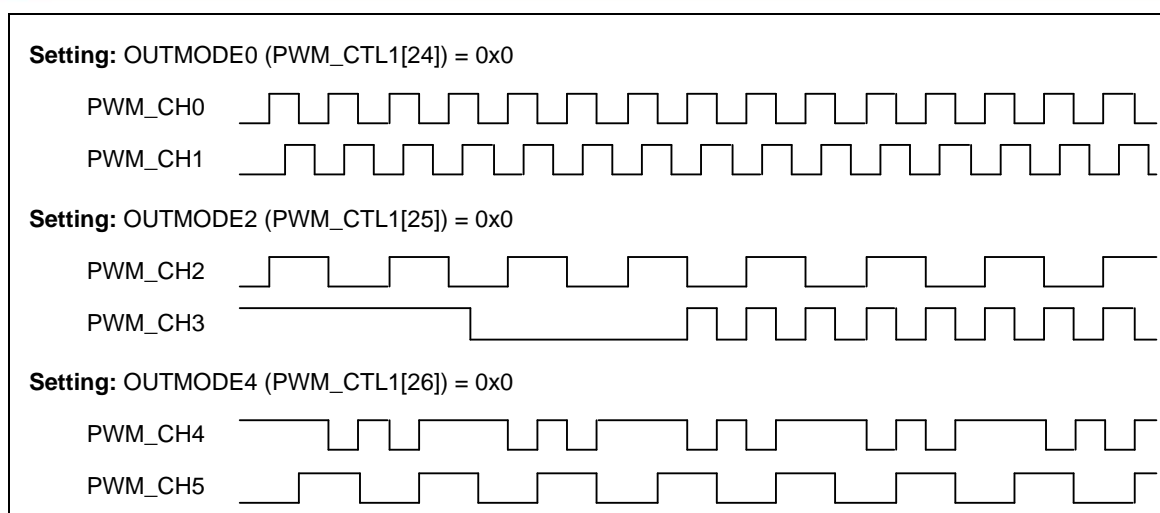 Setting: OUTMODE0 (PWM_CTL1[24]) = 0x0
PWM_CH0
PWM_CH1
Setting: OUTMODE2 (PWM_CTL1[25]) = 0x0
PWM_CH2
PWM_CH3
Setting: OUTMODE4 (PWM_CTL1[26]) = 0x0
PWM_CH4
PWM_CH5